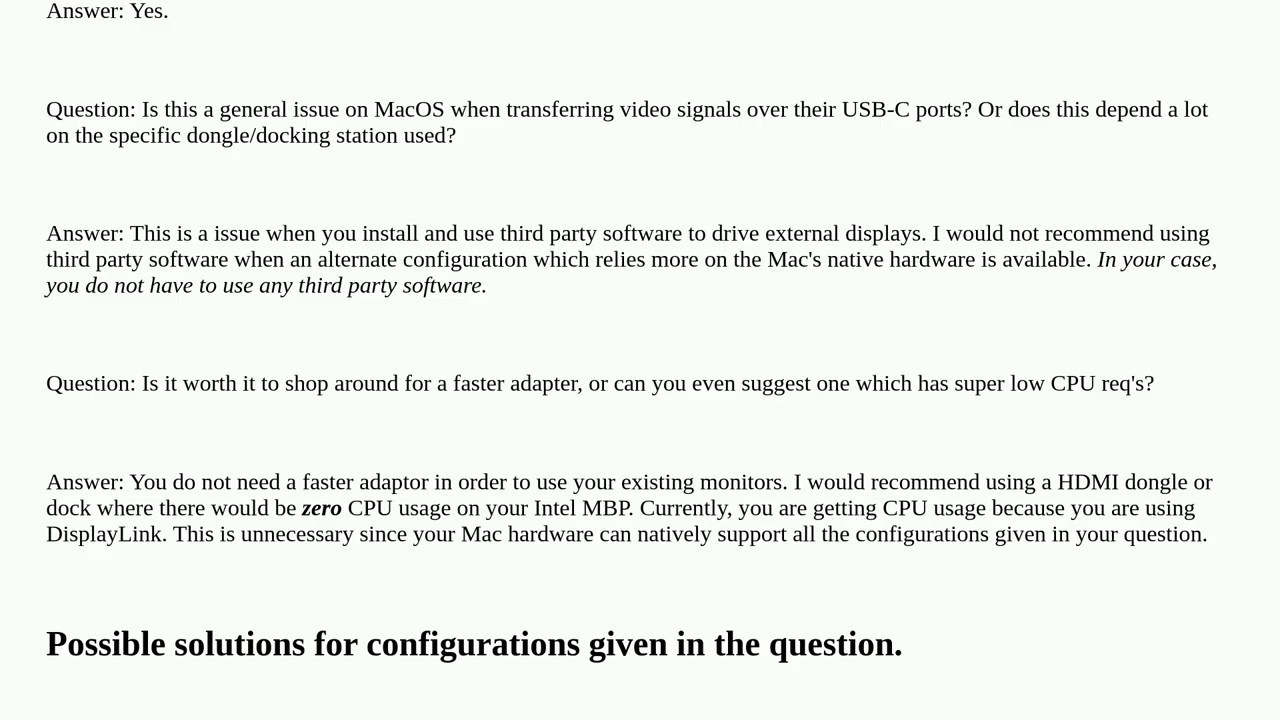 Answer: Yes.
Question: Is this a general issue on MacOS when transferring video signals over their USB-C ports? Or does this depend a lot
on the specific dongle/docking station used?
Answer: This is a issue when you install and use third party software to drive external displays. I would not recommend using
third party software when an alternate configuration which relies more on the Mac's native hardware is available. In your case,
you do not have to use any third party software.
Question: Is it worth it to shop around for a faster adapter, or can you even suggest one which has super low CPU req's?
Answer: You do not need a faster adaptor in order to use your existing monitors. I would recommend using a HDMI dongle or
dock where there would be zero CPU usage on your Intel MBP. Currently, you are getting CPU usage because you are using
DisplayLink. This is unnecessary since your Mac hardware can natively support all the configurations given in your question.
Possible solutions for configurations given in the question.